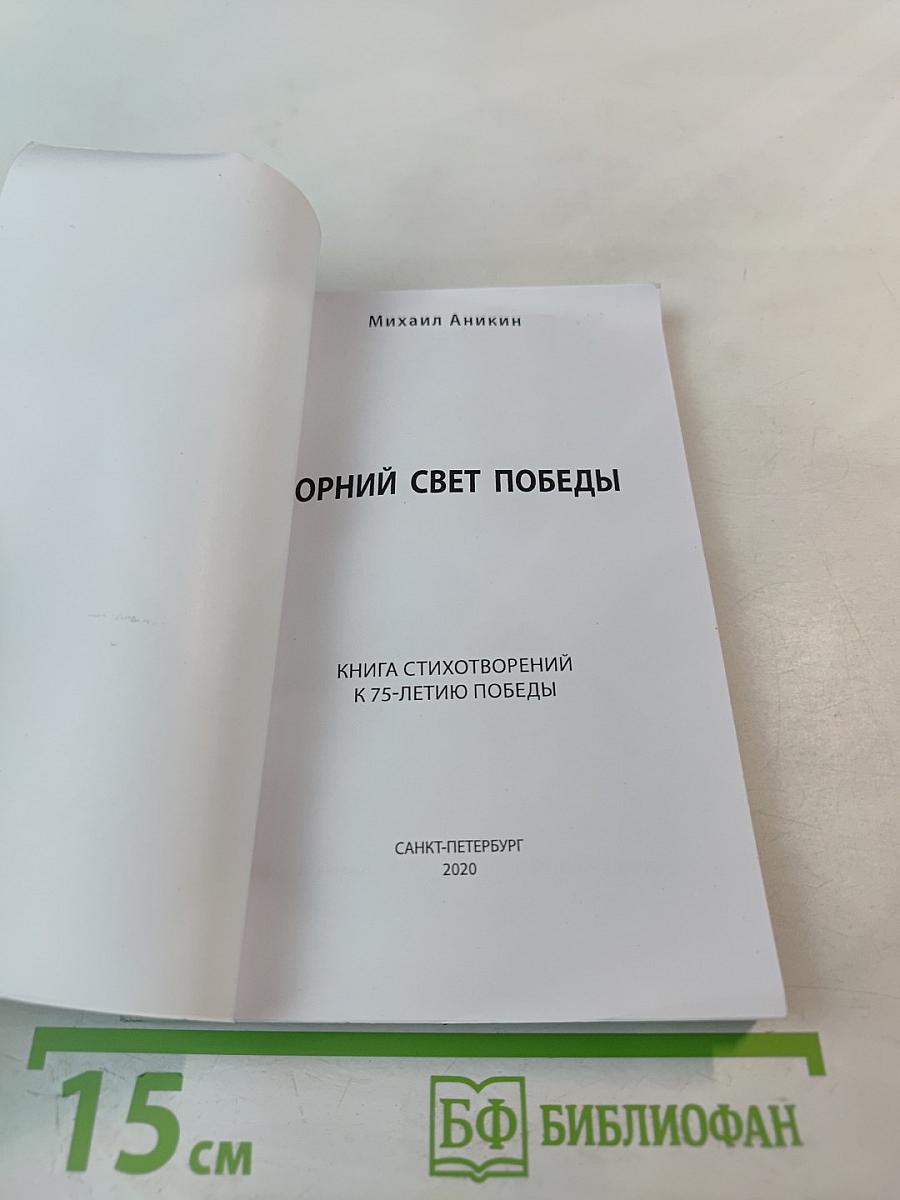 Михаил Аникин
ОРНИЙ СВЕТ ПОБЕДЫ
КНИГА СТИХОТВОРЕНИЙ
К 75-ЛЕТИЮ ПОБЕДЫ
САНКТ-ПЕТЕРБУРГ
2020
15 см
БФ БИБЛИОФАН